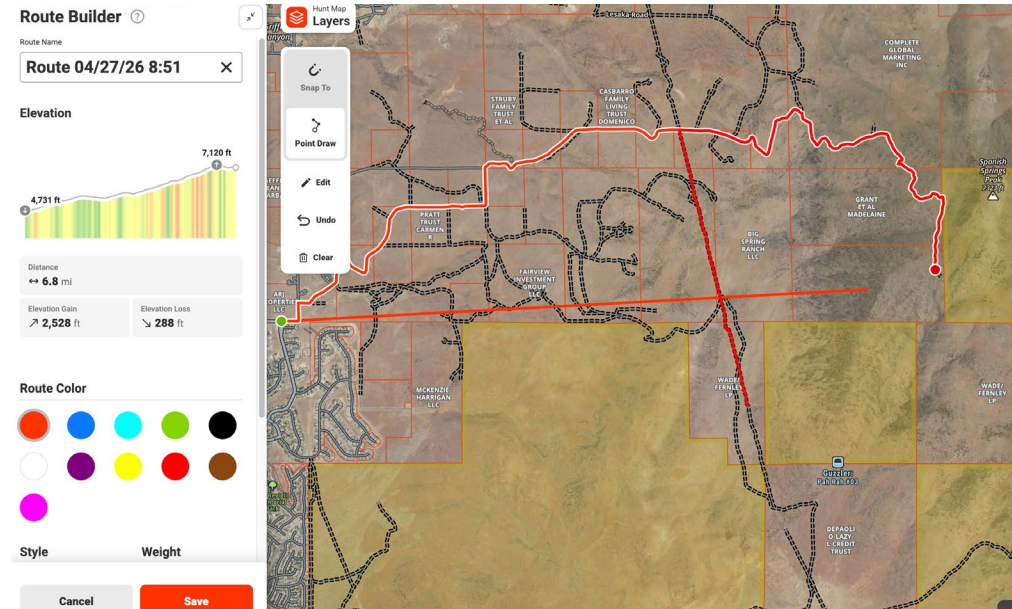 Route Builder
Route Name
Route 04/27/26 8:51
Elevation
7,120 ft
4,731 ft
Distance
6.8 mi
Elevation Gain
2,528 ft
Elevation Loss
288 ft
Route Color
Style
Weight
Cancel
Save
Hunt Map
Layers
Snap To
Point Draw
Edit
Undo
Clear
Lesaka Road
COMPLETE
GLOBAL
MARKETING
INC
STRUBY
FAMILY
TRUST
ET AL
CASBARRO
FAMILY
LIVING
TRUST
DOMENICO
Spanish
Springs
Peak
7323 ft
GRANT
ET AL
MADELAINE
PRATT
TRUST
CARMEN
R
BIG
SPRING
RANCH
LLC
FAIRVIEW
INVESTMENT
GROUP
LLC
LLC
MCKENZIE-
HARRIGAN
LLC
WADE/
FERNLEY
LP
WADE/
FERNLEY
LP
Guzzler:
Pah Rah #03
DEPAOLI
O LAZY
L CREDIT
TRUST